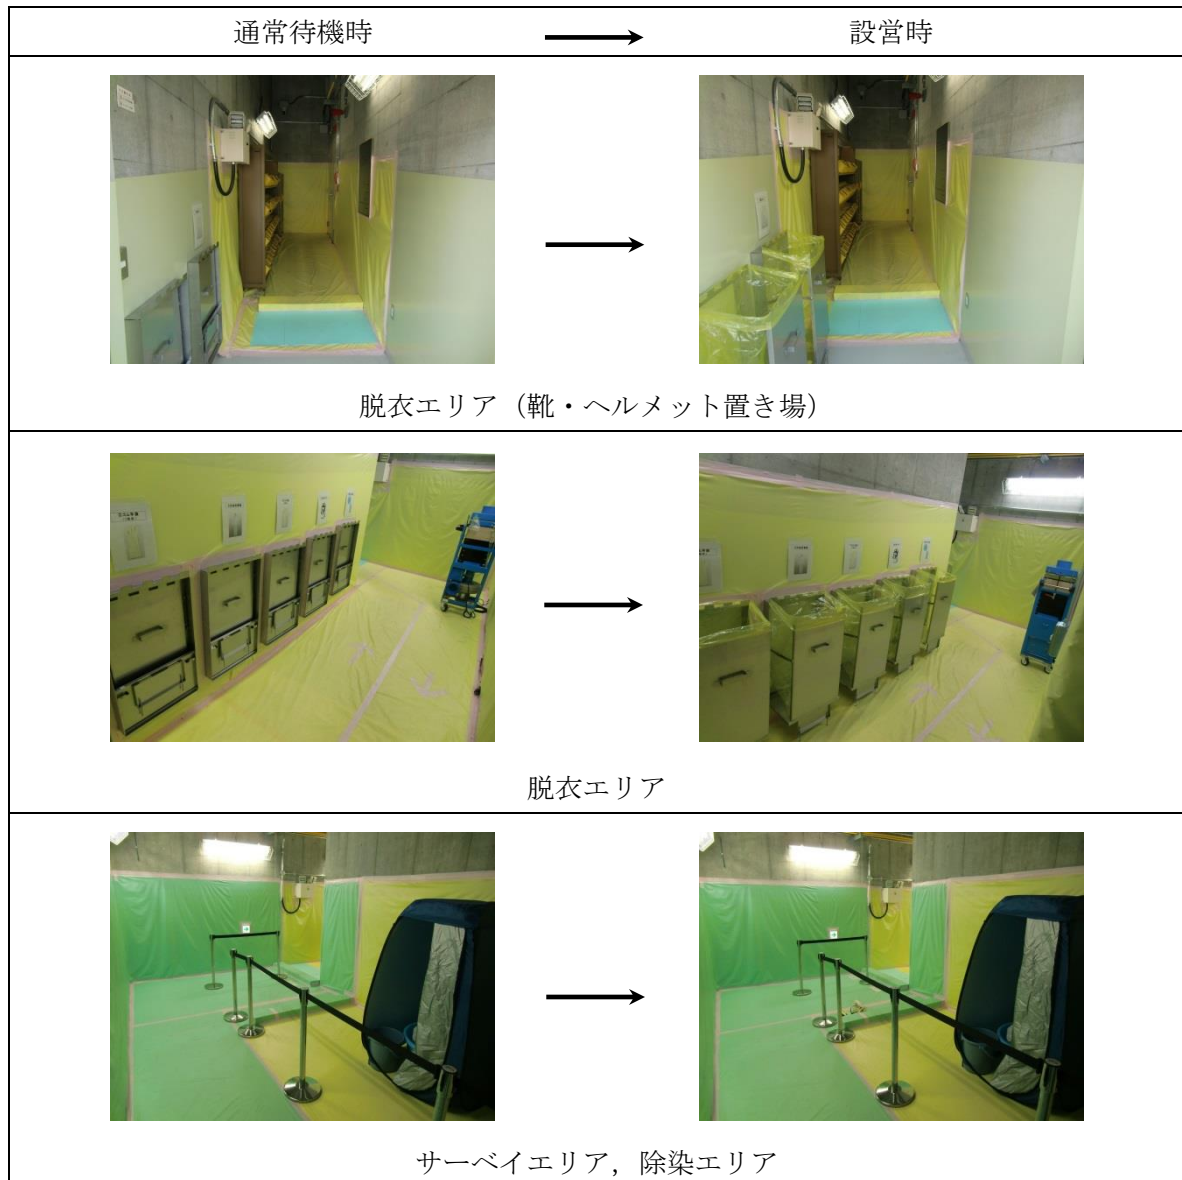 通常待機時
設営時
脱衣エリア（靴・ヘルメット置き場）
脱衣エリア
サーベイエリア，除染エリア